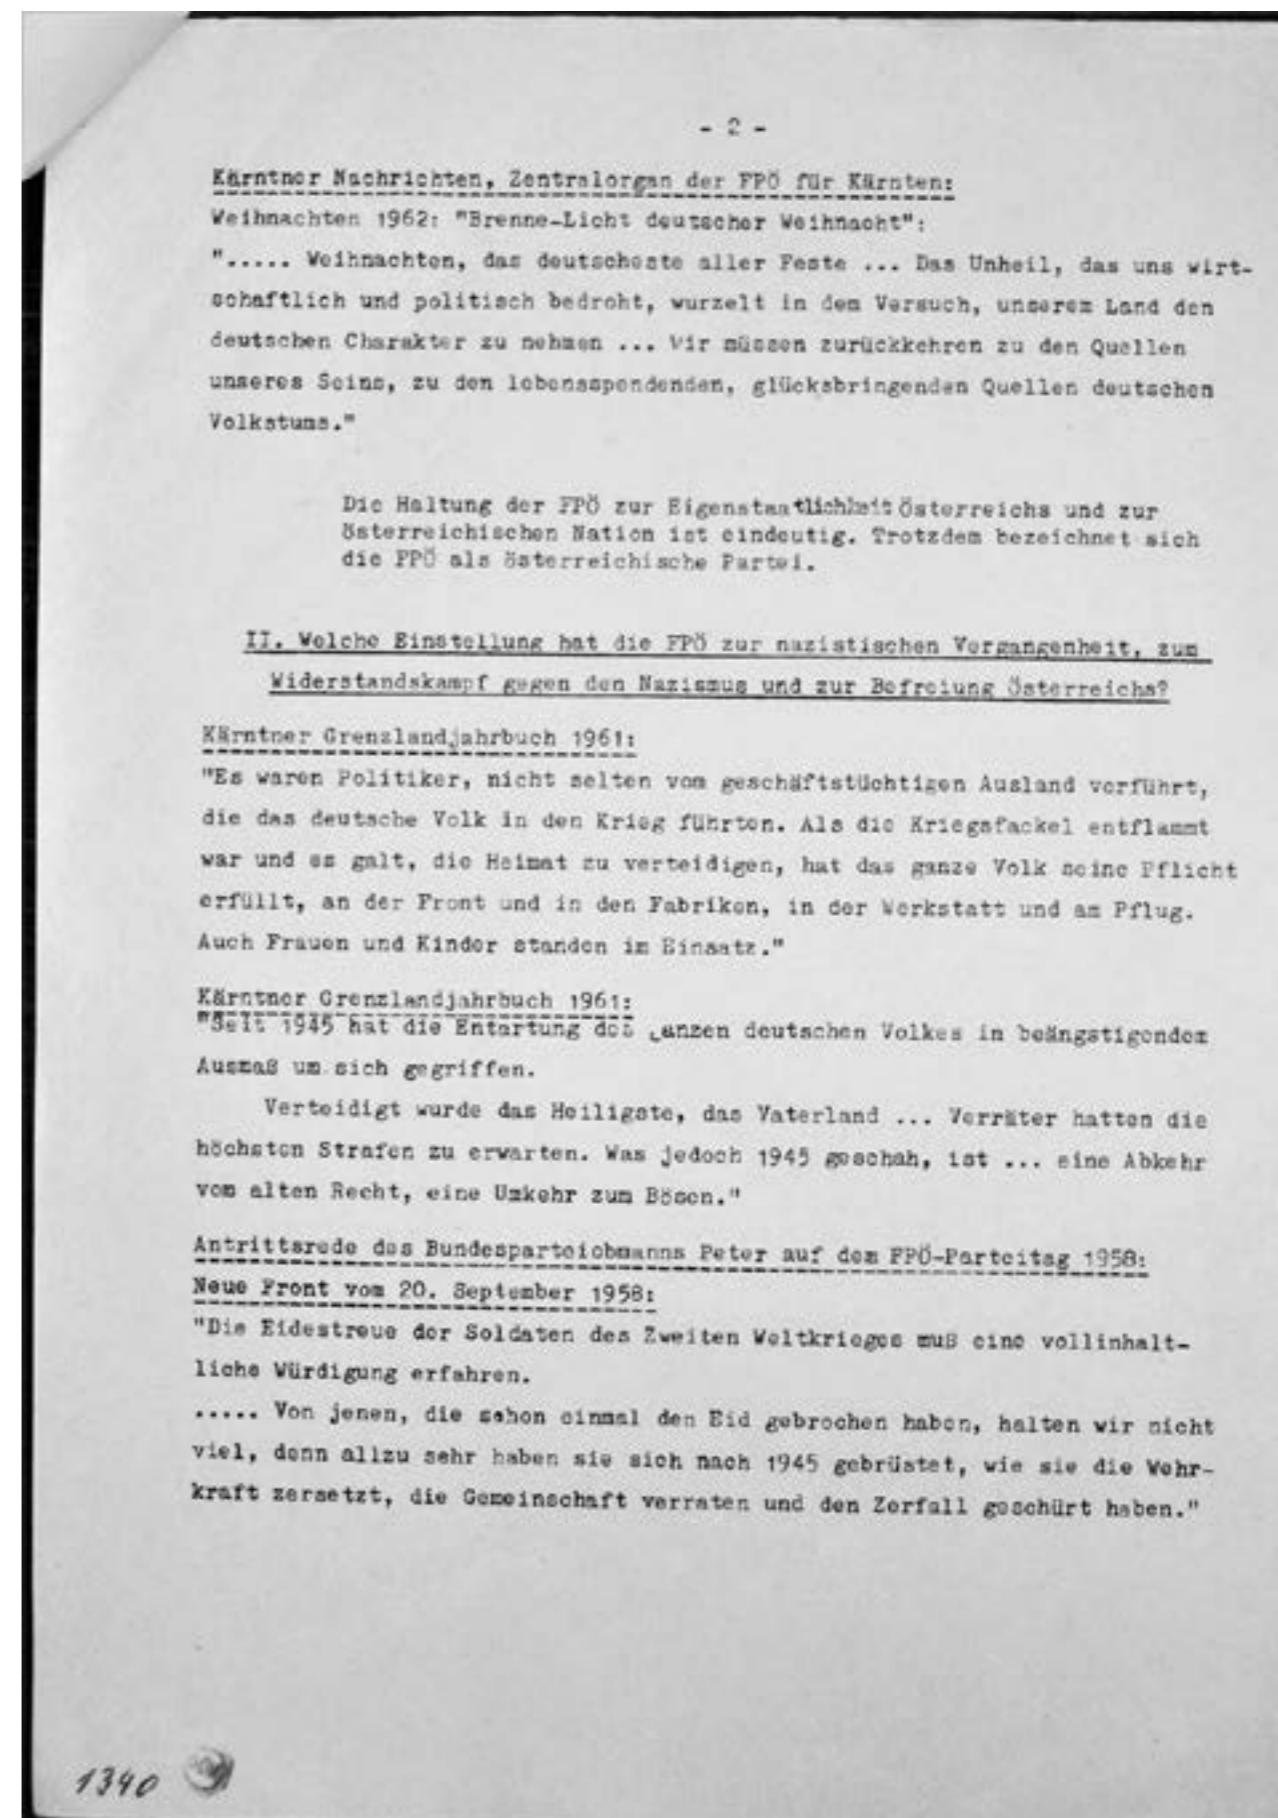 - 2 -
Kärntner Nachrichten, Zentralorgan der FPÖ für Kärnten:
Weihnachten 1962: "Brenne-Licht deutscher Weihnacht":
"..... Weihnachten, das deutscheste aller Feste ... Das Unheil, das uns wirt-
schaftlich und politisch bedroht, wurzelt in dem Versuch, unserem Land den
deutschen Charakter zu nehmen ... Wir müssen zurückkehren zu den Quellen
unseres Seins, zu den lebensspendenden, glücksbringenden Quellen deutschen
Volkstums."
Die Haltung der FPÖ zur Eigenstaatlichkeit Österreichs und zur
österreichischen Nation ist eindeutig. Trotzdem bezeichnet sich
die FPÖ als österreichische Partei.
II. Welche Einstellung hat die FPÖ zur nazistischen Vergangenheit, zum
Widerstandskampf gegen den Nazismus und zur Befreiung Österreichs?
Kärntner Grenzlandjahrbuch 1961:
"Es waren Politiker, nicht selten vom geschäftstüchtigen Ausland verführt,
die das deutsche Volk in den Krieg führten. Als die Kriegsfackel entflammt
war und es galt, die Heimat zu verteidigen, hat das ganze Volk seine Pflicht
erfüllt, an der Front und in den Fabriken, in der Werkstatt und am Pflug.
Auch Frauen und Kinder standen im Einsatz."
Kärntner Grenzlandjahrbuch 1961:
"Seit 1945 hat die Entartung des ganzen deutschen Volkes in beängstigendem
Ausmaß um sich gegriffen.
Verteidigt wurde das Heiligste, das Vaterland ... Verräter hatten die
höchsten Strafen zu erwarten. Was jedoch 1945 geschah, ist ... eine Abkehr
vom alten Recht, eine Umkehr zum Bösen."
Antrittsrede des Bundesparteiobmanns Peter auf dem FPÖ-Parteitag 1958:
Neue Front vom 20. September 1958:
"Die Eidestreue der Soldaten des Zweiten Weltkrieges muß eine vollinhalt-
liche Würdigung erfahren.
..... Von jenen, die schon einmal den Eid gebrochen haben, halten wir nicht
viel, denn allzu sehr haben sie sich nach 1945 gebrüstet, wie sie die Wehr-
kraft zersetzt, die Gemeinschaft verraten und den Zerfall geschürt haben."
1340